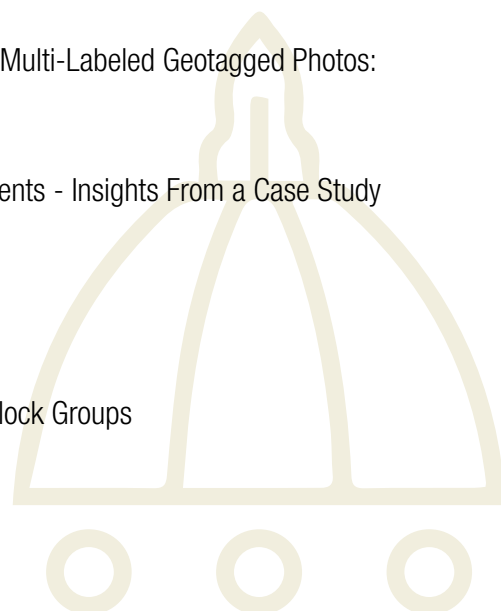 Multi-Labeled Geotagged Photos:
ents - Insights From a Case Study
lock Groups